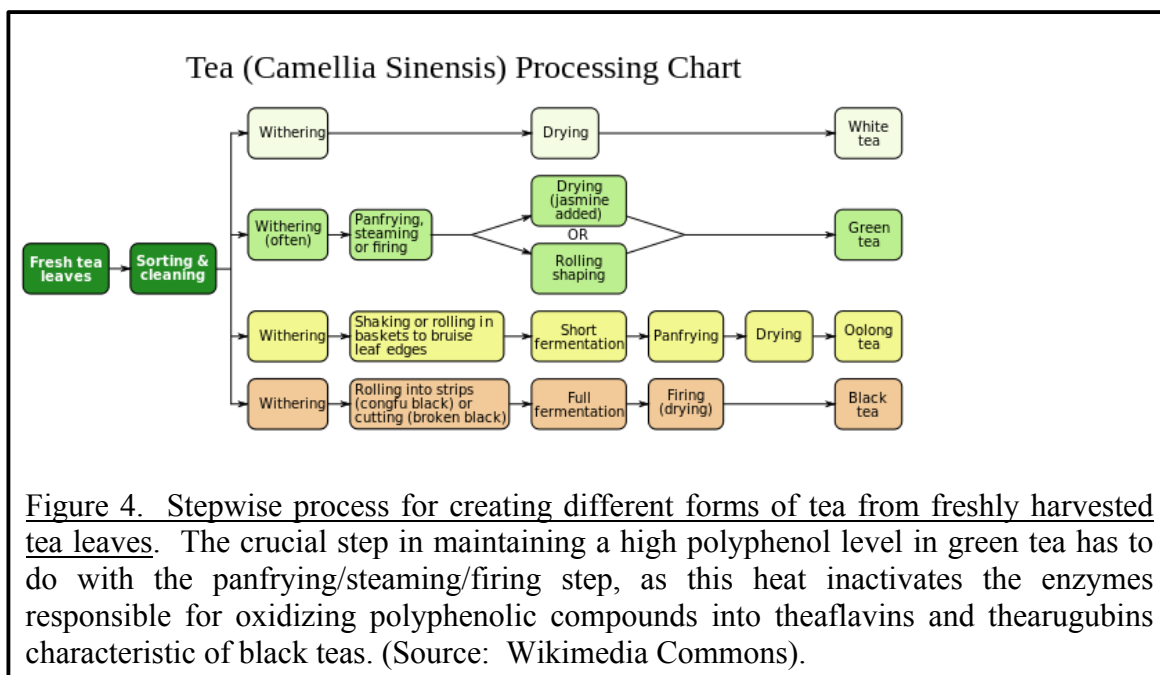 Tea (Camellia Sinensis) Processing Chart
Fresh tea
leaves
Sorting &
cleaning
Withering
Drying
White
tea
Withering
(often)
Panfrying,
steaming
or firing
Drying
(jasmine
added)
OR
Rolling
shaping
Green
tea
Withering
Shaking or rolling in
baskets to bruise
leaf edges
Short
fermentation
Panfrying
Drying
Oolong
tea
Withering
Rolling into strips
(congfu black) or
cutting (broken black)
Full
fermentation
Firing
(drying)
Black
tea
Figure 4. Stepwise process for creating different forms of tea from freshly harvested
tea leaves. The crucial step in maintaining a high polyphenol level in green tea has to
do with the panfrying/steaming/firing step, as this heat inactivates the enzymes
responsible for oxidizing polyphenolic compounds into theaflavins and thearugubins
characteristic of black teas. (Source: Wikimedia Commons).